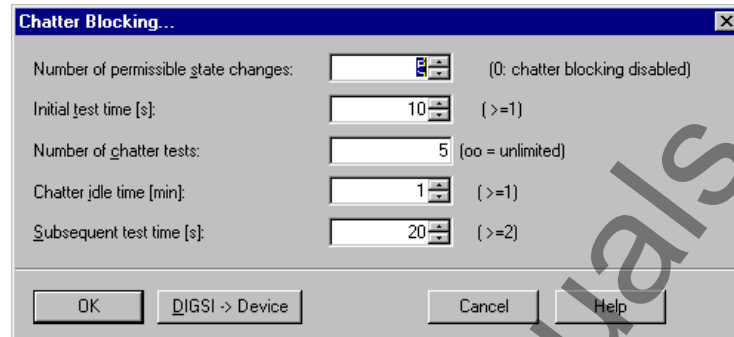 Chatter Blocking...
Number of permissible state changes: (0: chatter blocking disabled)
Initial test time [s]: 10 ( >=1)
Number of chatter tests: 5 (oo = unlimited)
Chatter idle time [min]: 1 ( >=1)
Subsequent test time [s]: 20 ( >=2)
OK DIGSI -> Device Cancel Help
uals